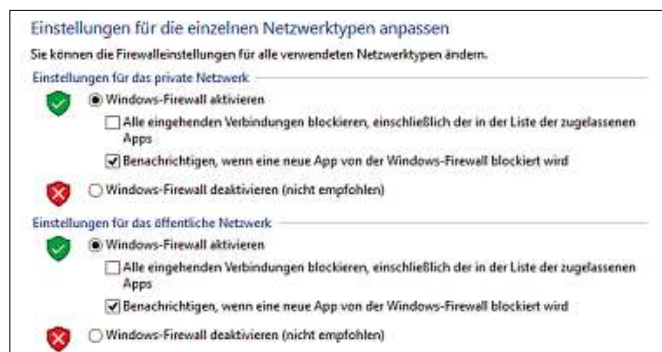 Einstellungen für die einzelnen Netzwerktypen anpassen
Sie können die Firewalleinstellungen für alle verwendeten Netzwerktypen ändern.
Einstellungen für das private Netzwerk
Windows-Firewall aktivieren
Alle eingehenden Verbindungen blockieren, einschließlich der in der Liste der zugelassenen
Apps
Benachrichtigen, wenn eine neue App von der Windows-Firewall blockiert wird
Windows-Firewall deaktivieren (nicht empfohlen)
Einstellungen für das öffentliche Netzwerk
Windows-Firewall aktivieren
Alle eingehenden Verbindungen blockieren, einschließlich der in der Liste der zugelassenen
Apps
Benachrichtigen, wenn eine neue App von der Windows-Firewall blockiert wird
Windows-Firewall deaktivieren (nicht empfohlen)